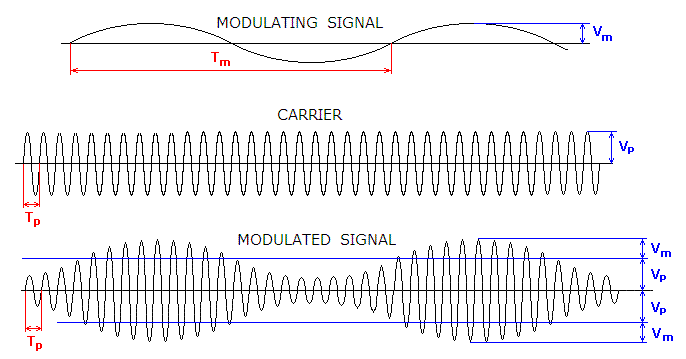 MODULATING SIGNAL
Vm
Tm
CARRIER
Vp
Tp
MODULATED SIGNAL
Vm
Vp
Vp
Tp
Vm